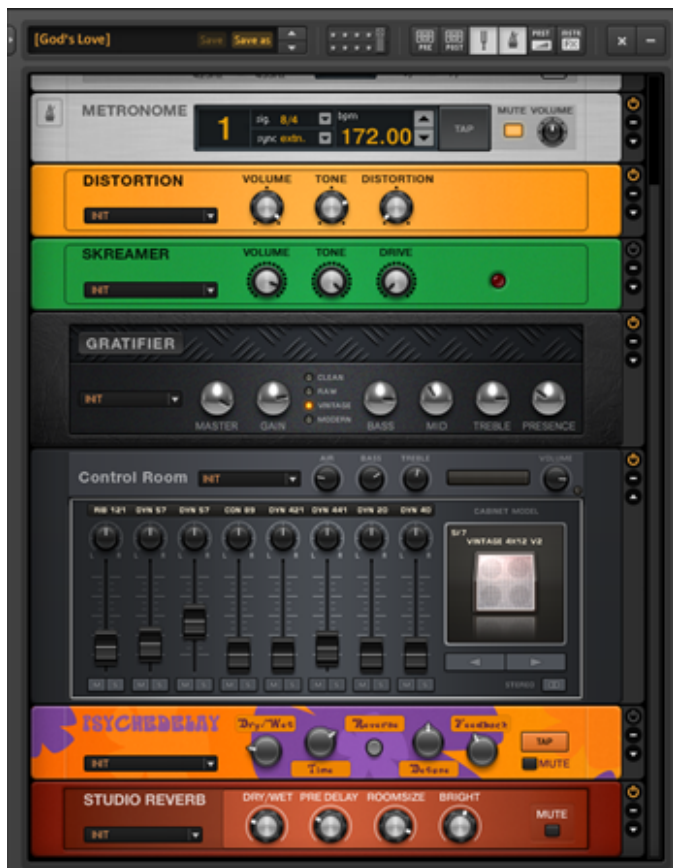 [God's Love] Save Save as PRE POST PRST INSTR FX
METRONOME 1 sig. 8/4 bpm MUTE VOLUME
sync extn. 172.00 TAP
DISTORTION VOLUME TONE DISTORTION
INIT
SKREAMER VOLUME TONE DRIVE
INIT
GRATIFIER
CLEAN
RAW
INIT VINTAGE
MODERN
MASTER GAIN BASS MID TREBLE PRESENCE
AIR BASS TREBLE VOLUME
Control Room INIT
RIB 121 DYN 57 DYN 57 CON 89 DYN 421 DYN 441 DYN 20 DYN 40 CABINET MODEL
5/7
VINTAGE 4X12 V2
L R L R L R L R L R L R L R L R
M S M S M S M S M S M S M S M S STEREO
PSYCHEDELAY Dry/Wet Reverse Feedback
TAP
INIT Time Detune MUTE
STUDIO REVERB DRY/WET PRE DELAY ROOMSIZE BRIGHT
MUTE
INIT